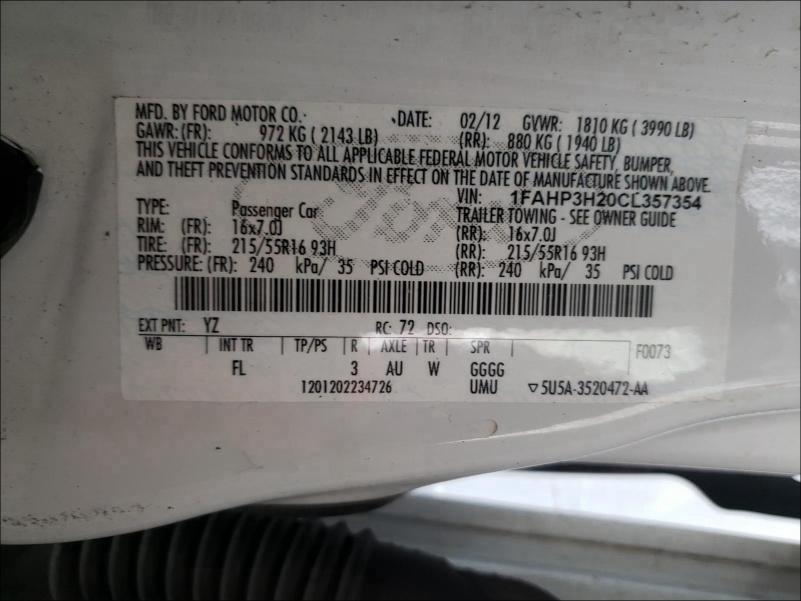 MFD. BY FORD MOTOR CO. DATE: 02/12 GVWR: 1810 KG ( 3990 LB)
GAWR: (FR): 972 KG ( 2143 LB) (RR): 880 KG ( 1940 LB)
THIS VEHICLE CONFORMS TO ALL APPLICABLE FEDERAL MOTOR VEHICLE SAFETY, BUMPER,
AND THEFT PREVENTION STANDARDS IN EFFECT ON THE DATE OF MANUFACTURE SHOWN ABOVE.
VIN: 1FAHP3H20CL357354
TYPE: Passenger Car TRAILER TOWING - SEE OWNER GUIDE
RIM: (FR): 16x7.0J (RR): 16x7.0J
TIRE: (FR): 215/55R16 93H (RR): 215/55R16 93H
PRESSURE: (FR): 240 kPa/ 35 PSI COLD (RR): 240 kPa/ 35 PSI COLD
EXT PNT: YZ RC: 72 DSO:
WB INT TR TP/PS R AXLE TR SPR F0073
FL 3 AU W GGGG
1201202234726 UMU ▽5U5A-3520472-AA